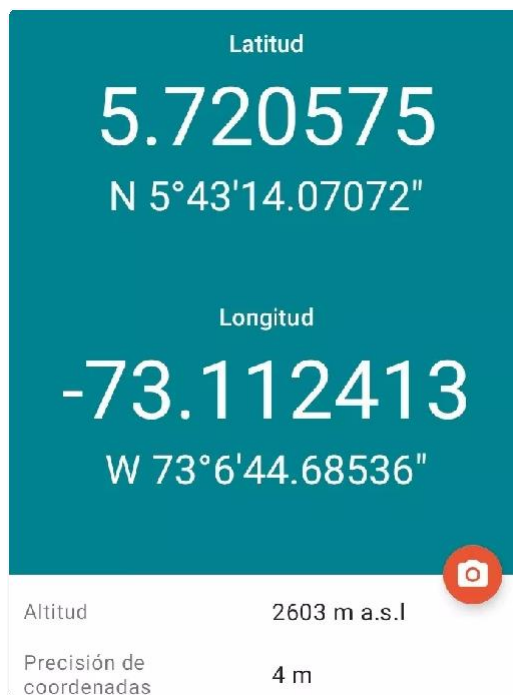 Latitud
5.720575
N 5°43'14.07072"
Longitud
-73.112413
W 73°6'44.68536"
Altitud 2603 m a.s.l
Precisión de
coordenadas 4 m